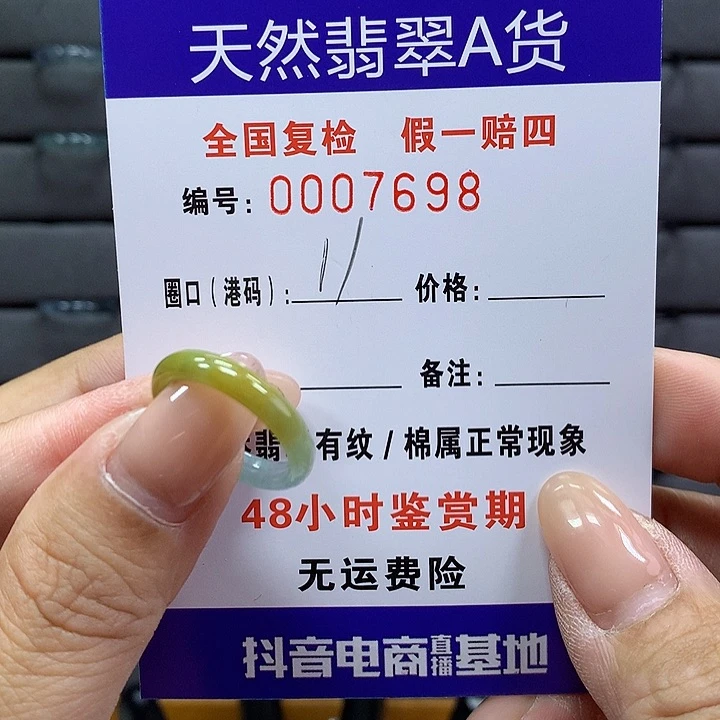 天然翡翠A货
全国复检 假一赔四
编号：0007698
圈口（港码）：11 价格：
备注：
翡 有纹/棉属正常现象
48小时鉴赏期
无运费险
抖音电商直播基地